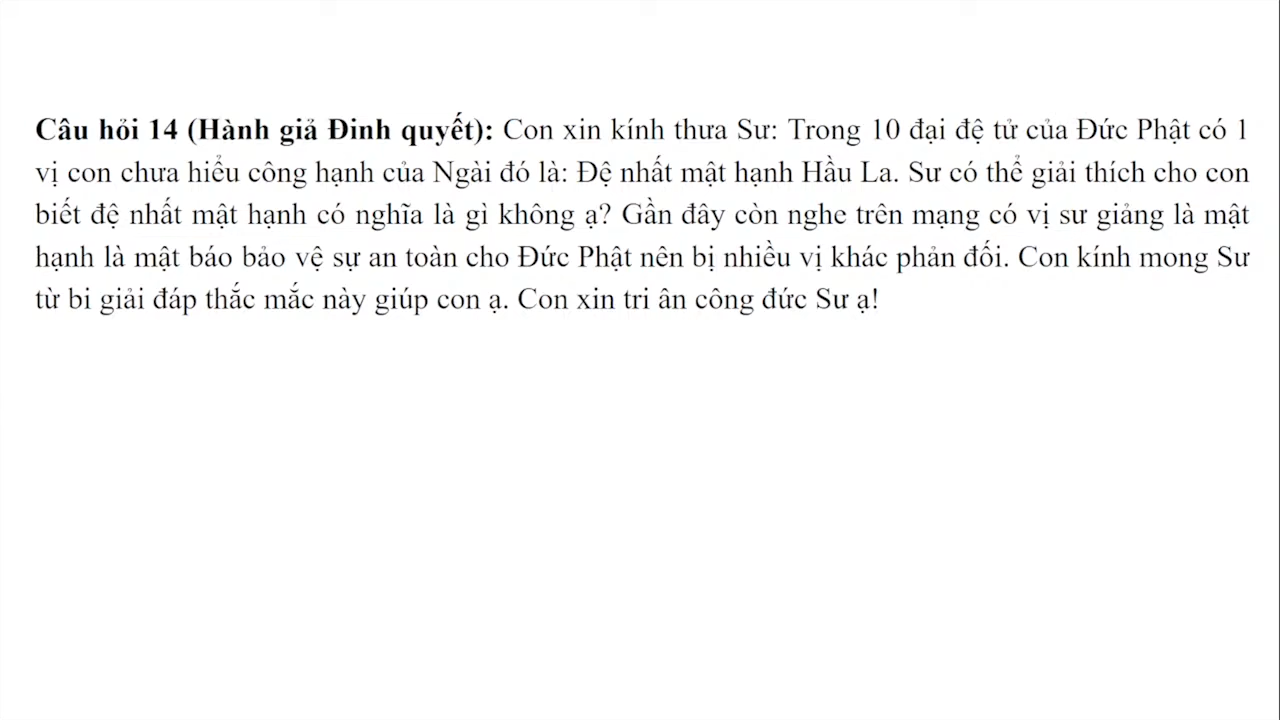 Câu hỏi 14 (Hành giả Đinh quyết): Con xin kính thưa Sư: Trong 10 đại đệ tử của Đức Phật có 1
vị con chưa hiểu công hạnh của Ngài đó là: Đệ nhất mật hạnh Hầu La. Sư có thể giải thích cho con
biết đệ nhất mật hạnh có nghĩa là gì không ạ? Gần đây còn nghe trên mạng có vị sư giảng là mật
hạnh là mật báo bảo vệ sự an toàn cho Đức Phật nên bị nhiều vị khác phản đối. Con kính mong Sư
từ bi giải đáp thắc mắc này giúp con ạ. Con xin tri ân công đức Sư ạ!